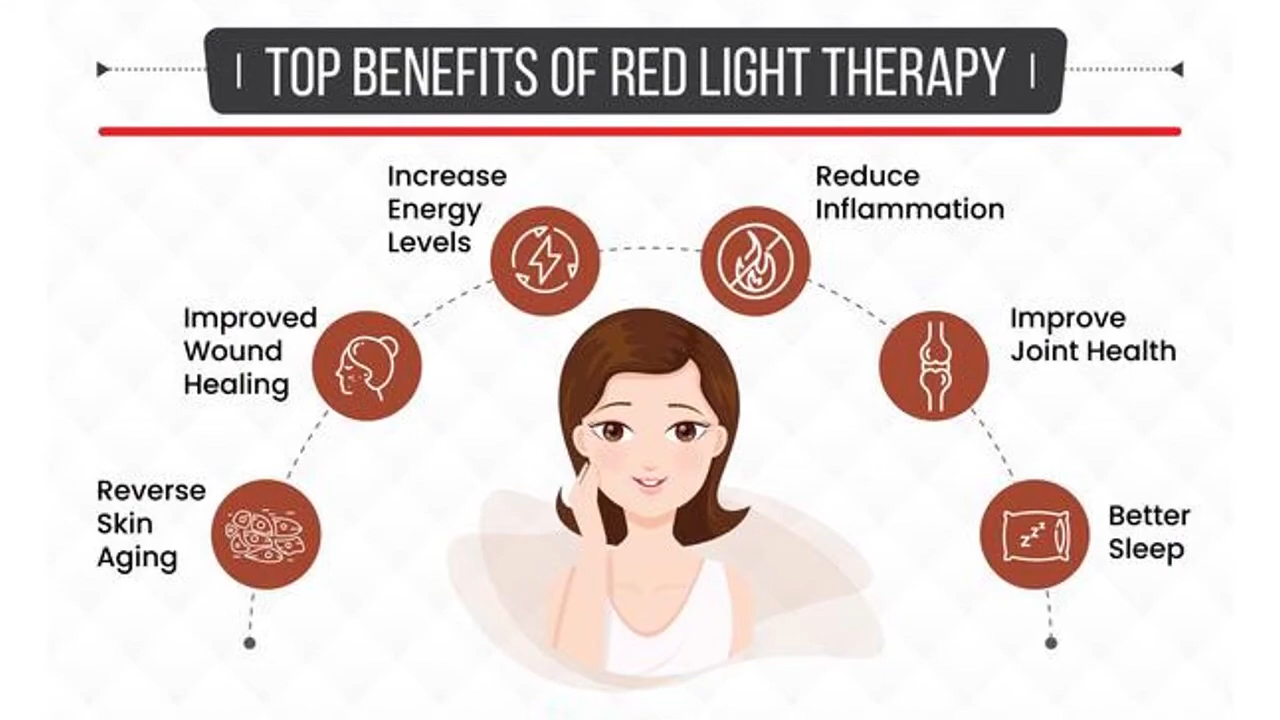 TOP BENEFITS OF RED LIGHT THERAPY
Increase
Energy
Levels
Reduce
Inflammation
Improved
Wound
Healing
Improve
Joint Health
Reverse
Skin
Aging
Better
Sleep
zzz